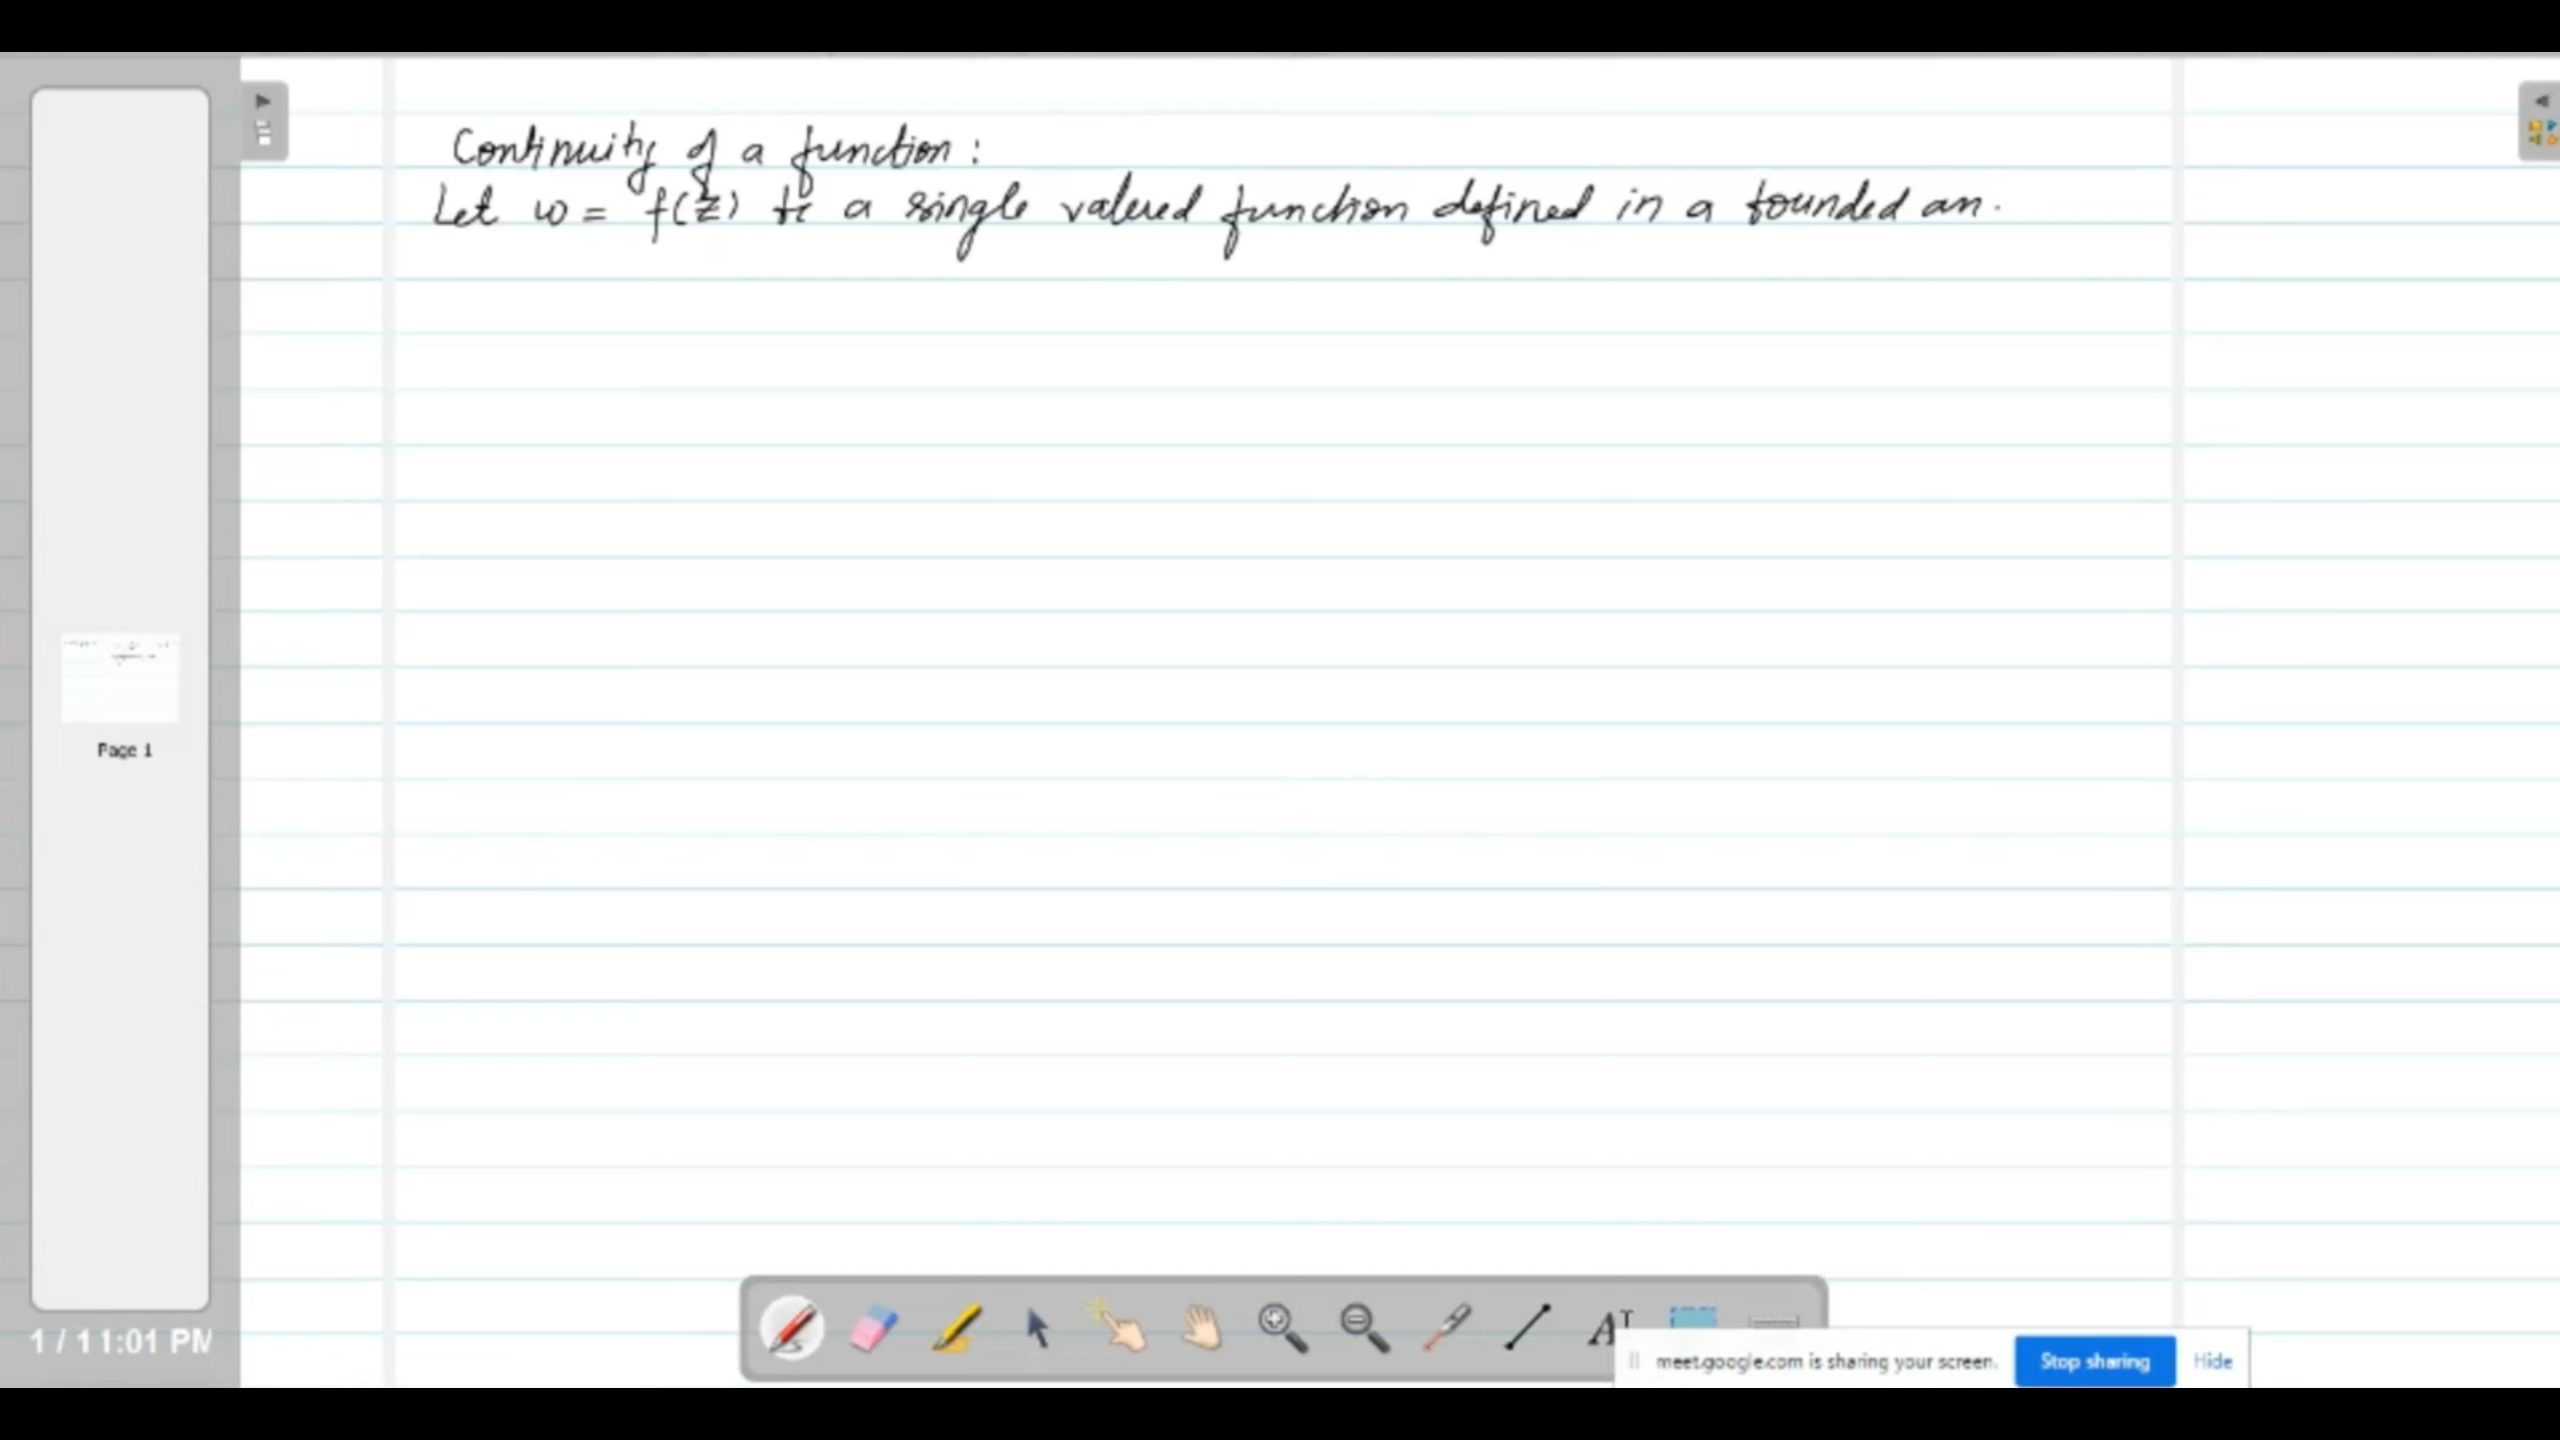 Continuity of a function :
Let w = f(z) be a single valued function defined in a bounded an.
Page 1
1 / 1 1:01 PM
meet.google.com is sharing your screen.
Stop sharing
Hide